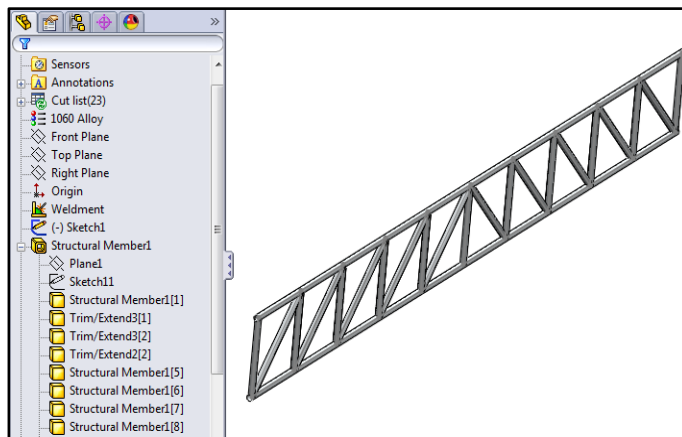 »
Sensors
Annotations
Cut list(23)
1060 Alloy
Front Plane
Top Plane
Right Plane
Origin
Weldment
(-) Sketch1
Structural Member1
Plane1
Sketch11
Structural Member1[1]
Trim/Extend3[1]
Trim/Extend3[2]
Trim/Extend2[2]
Structural Member1[5]
Structural Member1[6]
Structural Member1[7]
Structural Member1[8]